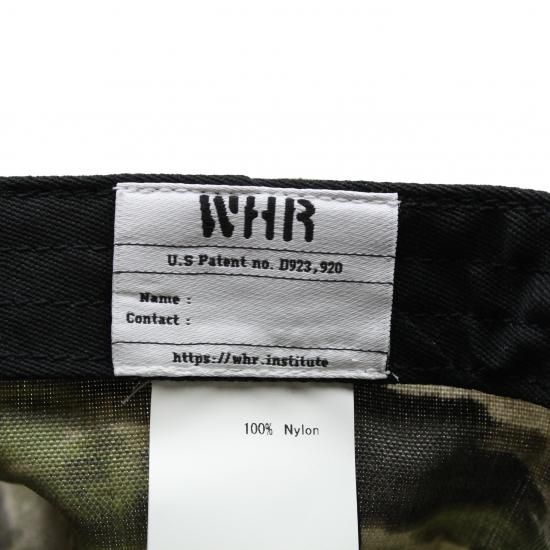 WHR
U.S Patent no. D923,920
Name :
Contact :
https://whr.institute
100% Nylon